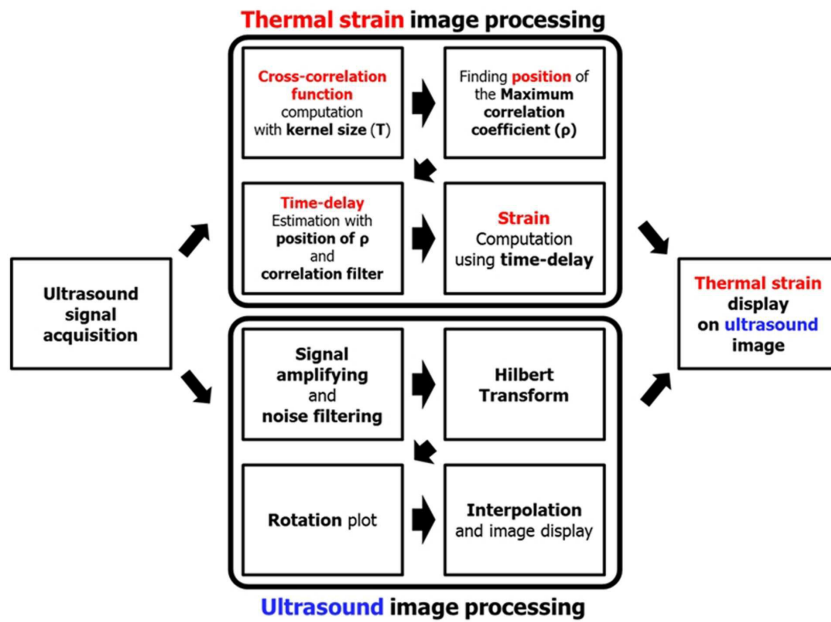 Thermal strain image processing
Cross-correlation
function
computation
with kernel size (T)
Finding position of
the Maximum
correlation
coefficient (ρ)
Time-delay
Estimation with
position of ρ
and
correlation filter
Strain
Computation
using time-delay
Ultrasound
signal
acquisition
Signal
amplifying
and
noise filtering
Hilbert
Transform
Rotation plot
Interpolation
and image display
Ultrasound image processing
Thermal strain
display
on ultrasound
image